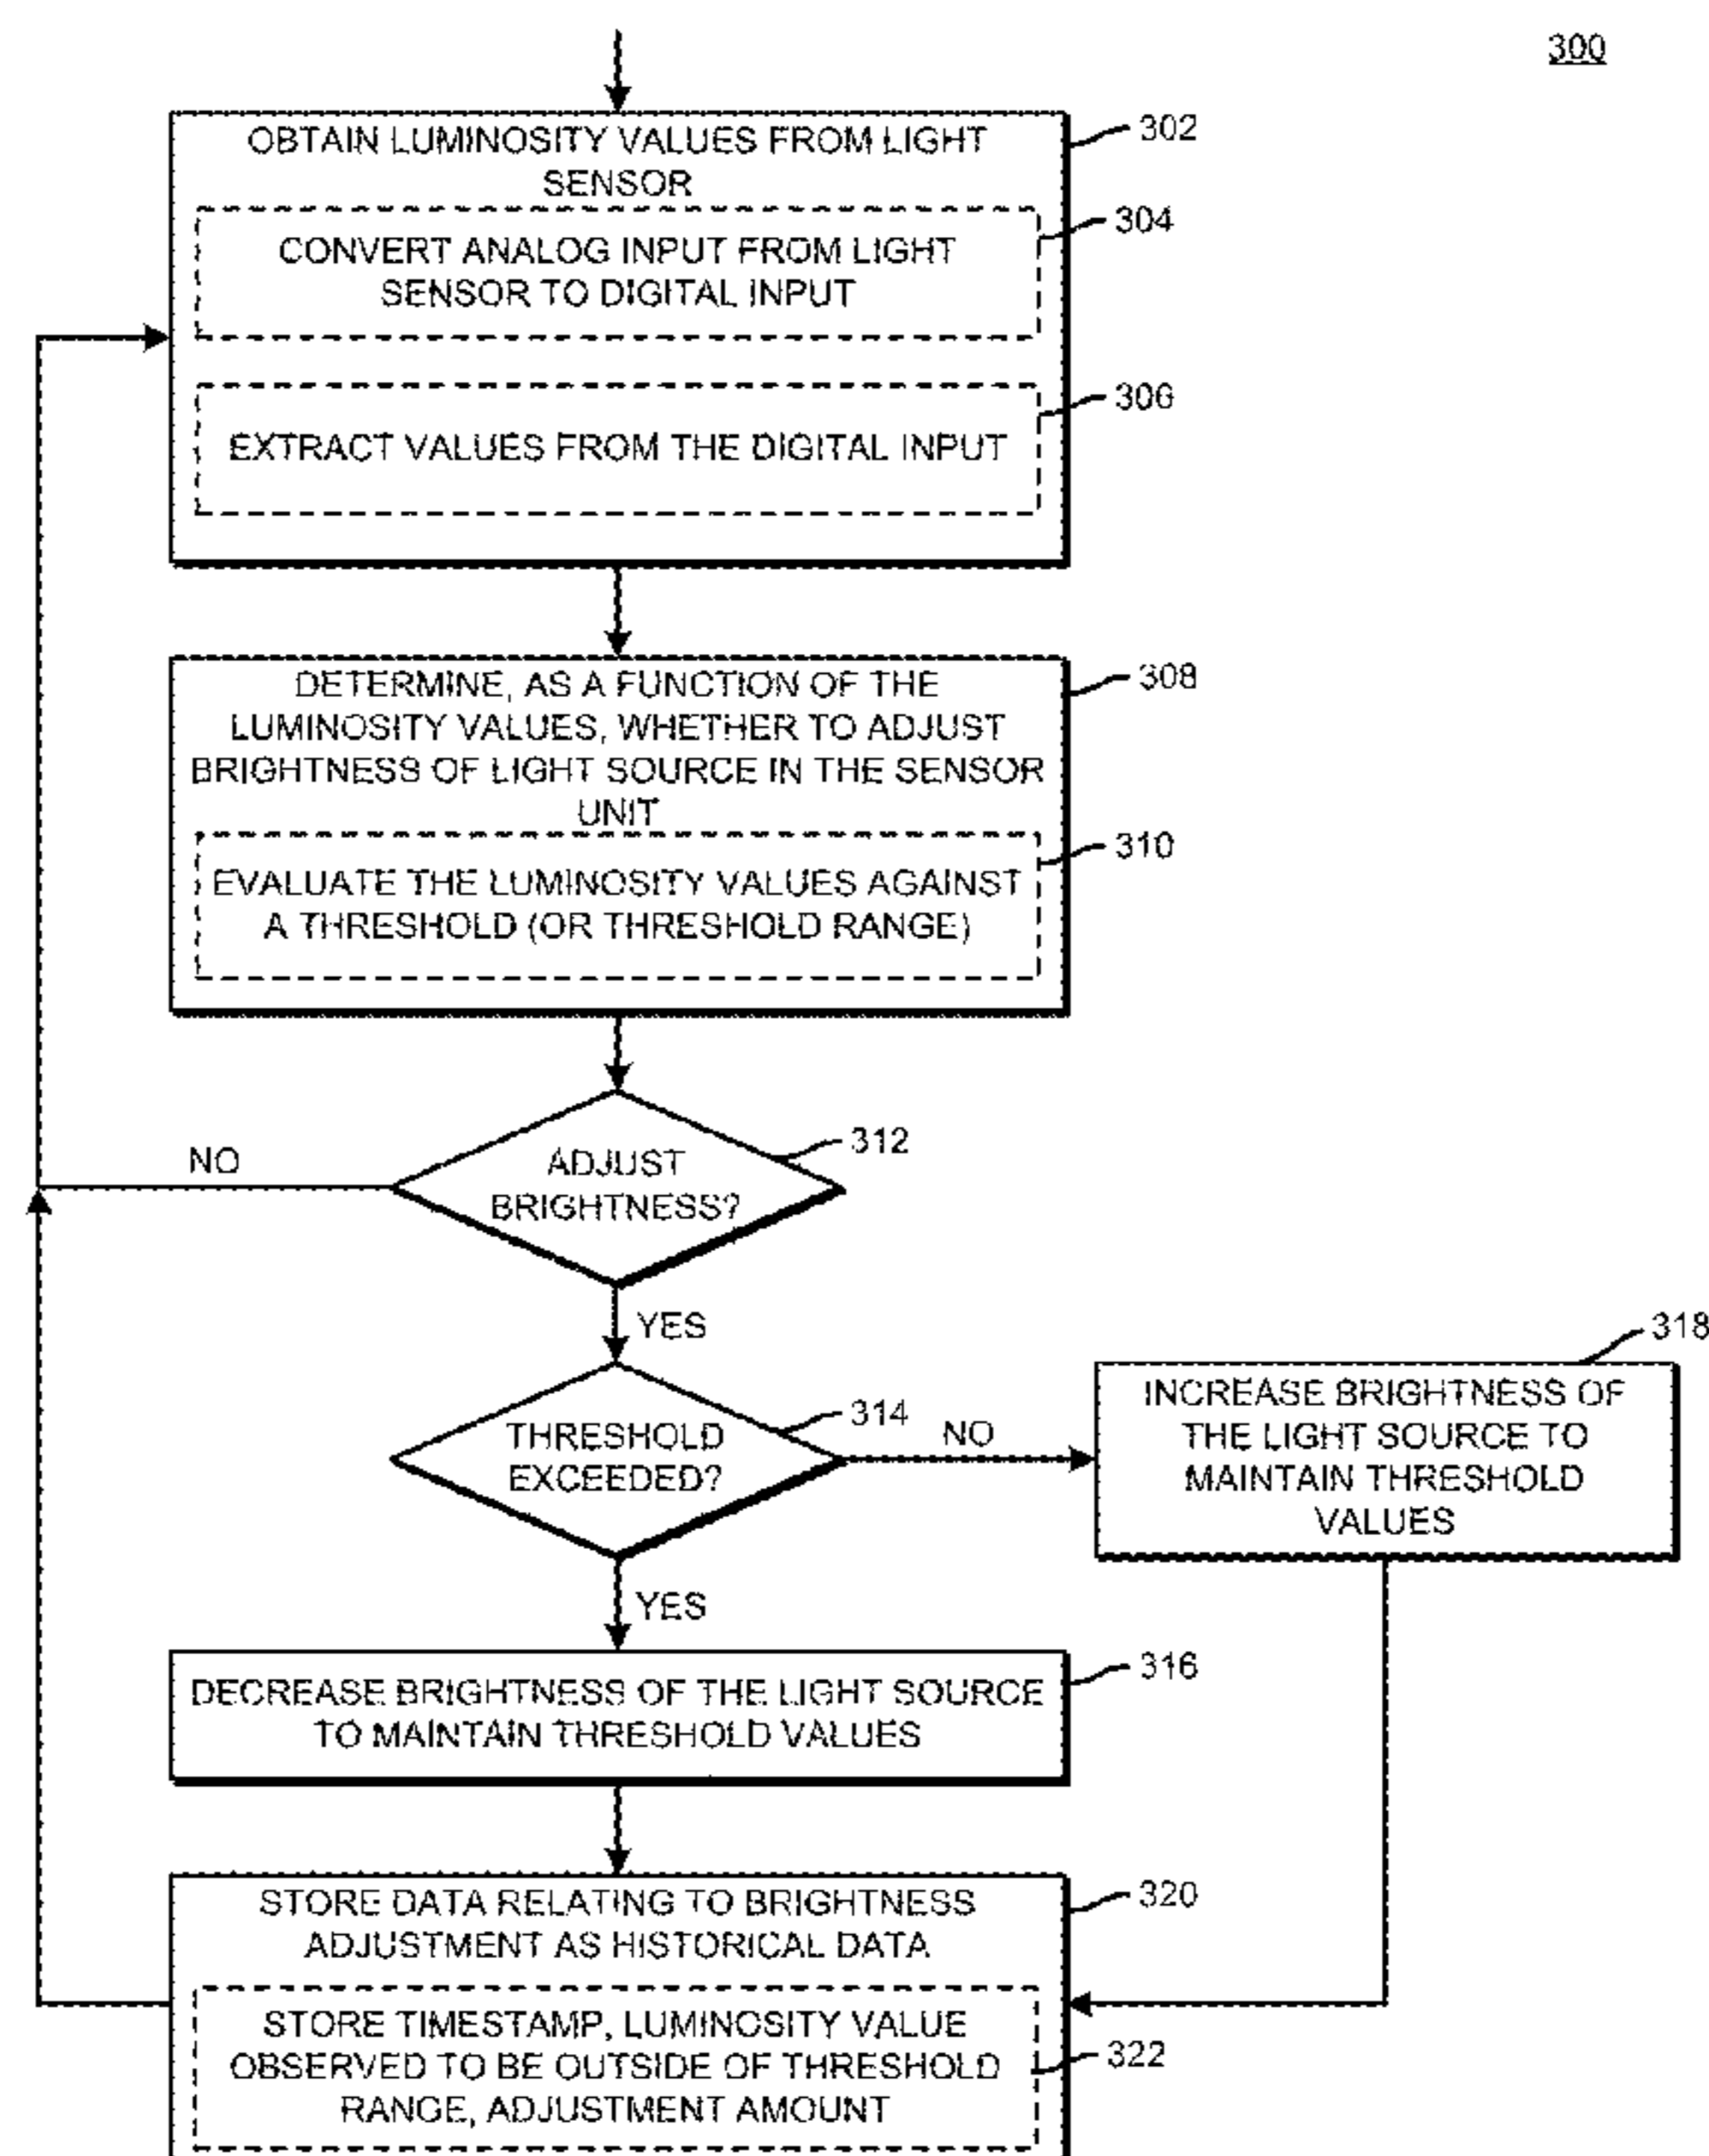 300
OBTAIN LUMINOSITY VALUES FROM LIGHT
SENSOR
302
CONVERT ANALOG INPUT FROM LIGHT
SENSOR TO DIGITAL INPUT
304
EXTRACT VALUES FROM THE DIGITAL INPUT
306
DETERMINE, AS A FUNCTION OF THE
LUMINOSITY VALUES, WHETHER TO ADJUST
BRIGHTNESS OF LIGHT SOURCE IN THE SENSOR
UNIT
308
EVALUATE THE LUMINOSITY VALUES AGAINST
A THRESHOLD (OR THRESHOLD RANGE)
310
ADJUST
BRIGHTNESS?
312
NO
YES
THRESHOLD
EXCEEDED?
314
NO
INCREASE BRIGHTNESS OF
THE LIGHT SOURCE TO
MAINTAIN THRESHOLD
VALUES
318
YES
DECREASE BRIGHTNESS OF THE LIGHT SOURCE
TO MAINTAIN THRESHOLD VALUES
316
STORE DATA RELATING TO BRIGHTNESS
ADJUSTMENT AS HISTORICAL DATA
320
STORE TIMESTAMP, LUMINOSITY VALUE
OBSERVED TO BE OUTSIDE OF THRESHOLD
RANGE, ADJUSTMENT AMOUNT
322